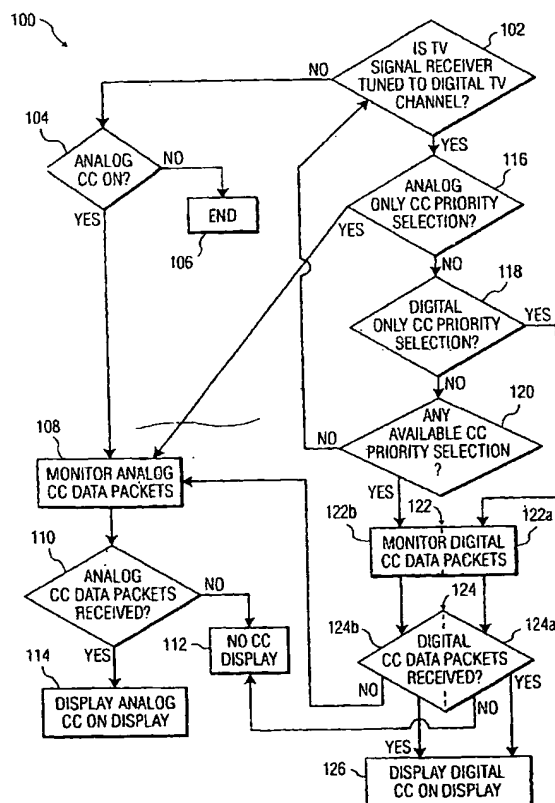 100
102
IS TV
SIGNAL RECEIVER
TUNED TO DIGITAL TV
CHANNEL?
NO
YES
104
ANALOG
CC ON?
NO
YES
END
106
116
ANALOG
ONLY CC PRIORITY
SELECTION?
YES
NO
118
DIGITAL
ONLY CC PRIORITY
SELECTION?
YES
NO
120
ANY
AVAILABLE CC
PRIORITY SELECTION
?
NO
YES
108
MONITOR ANALOG
CC DATA PACKETS
122b
122
122a
MONITOR DIGITAL
CC DATA PACKETS
110
ANALOG
CC DATA PACKETS
RECEIVED?
NO
YES
112
NO CC
DISPLAY
124b
124
124a
DIGITAL
CC DATA PACKETS
RECEIVED?
NO
NO
YES
YES
114
DISPLAY ANALOG
CC ON DISPLAY
126
DISPLAY DIGITAL
CC ON DISPLAY